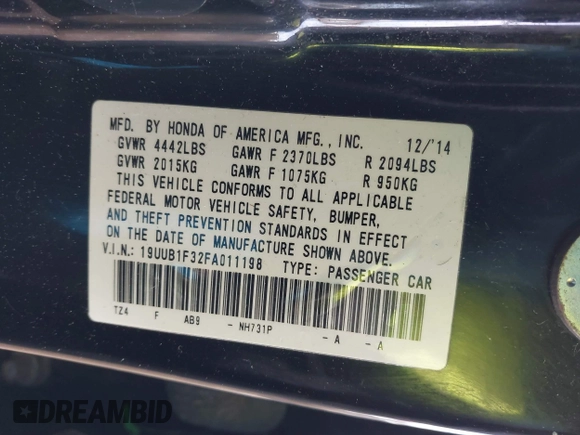 MFD. BY HONDA OF AMERICA MFG., INC. 12/'14
GVWR 4442LBS GAWR F 2370LBS R 2094LBS
GVWR 2015KG GAWR F 1075KG R 950KG
THIS VEHICLE CONFORMS TO ALL APPLICABLE
FEDERAL MOTOR VEHICLE SAFETY, BUMPER,
AND THEFT PREVENTION STANDARDS IN EFFECT
ON THE DATE OF MANUFACTURE SHOWN ABOVE.
V.I.N.: 19UUB1F32FA011198 TYPE: PASSENGER CAR
TZ4 F AB9 - NH731P - A - A
DREAMBID